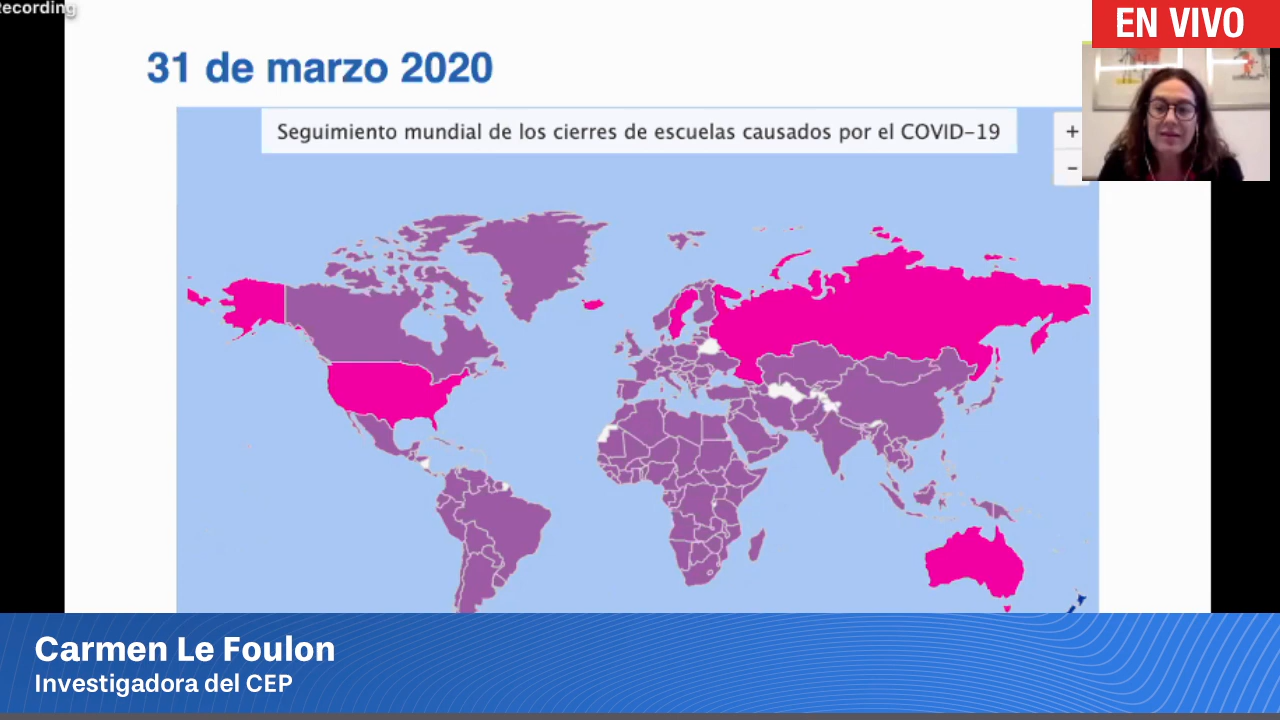 Recording
EN VIVO
31 de marzo 2020
Seguimiento mundial de los cierres de escuelas causados por el COVID-19
+
-
Carmen Le Foulon
Investigadora del CEP